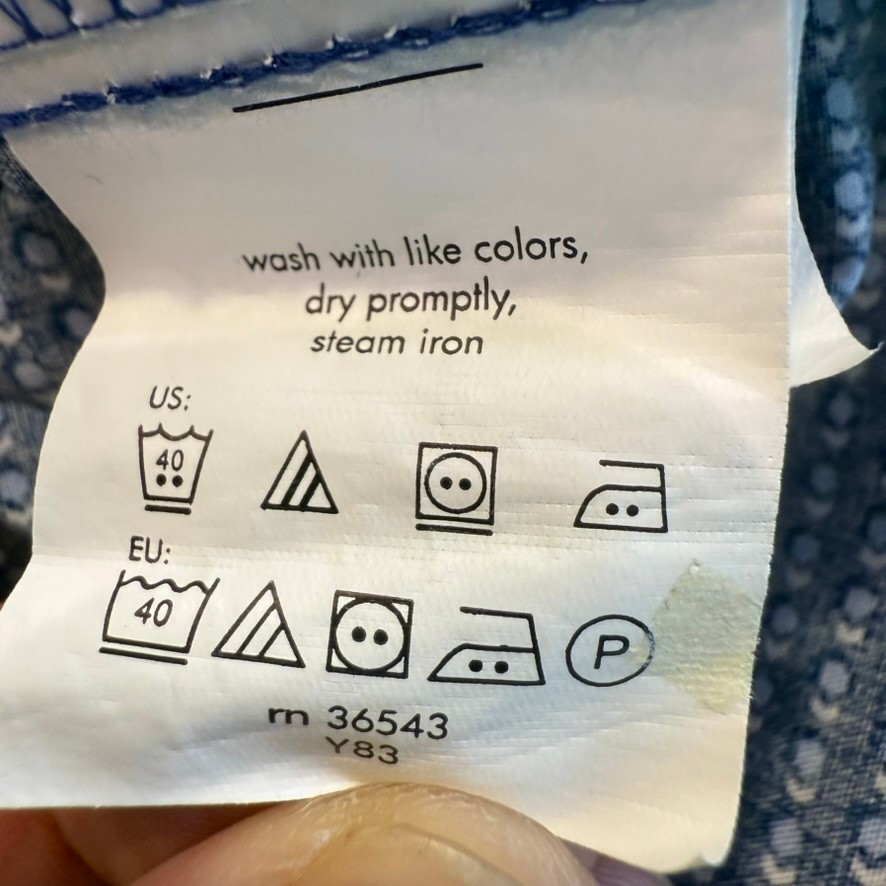 wash with like colors,
dry promptly,
steam iron
US:
40
EU:
40
P
rn 36543
Y83